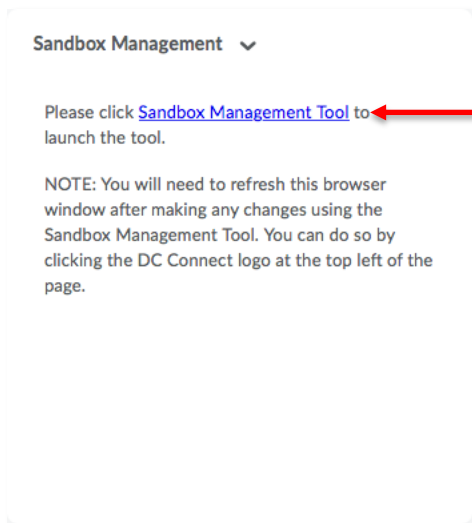 Sandbox Management
Please click Sandbox Management Tool to
launch the tool.
NOTE: You will need to refresh this browser
window after making any changes using the
Sandbox Management Tool. You can do so by
clicking the DC Connect logo at the top left of the
page.